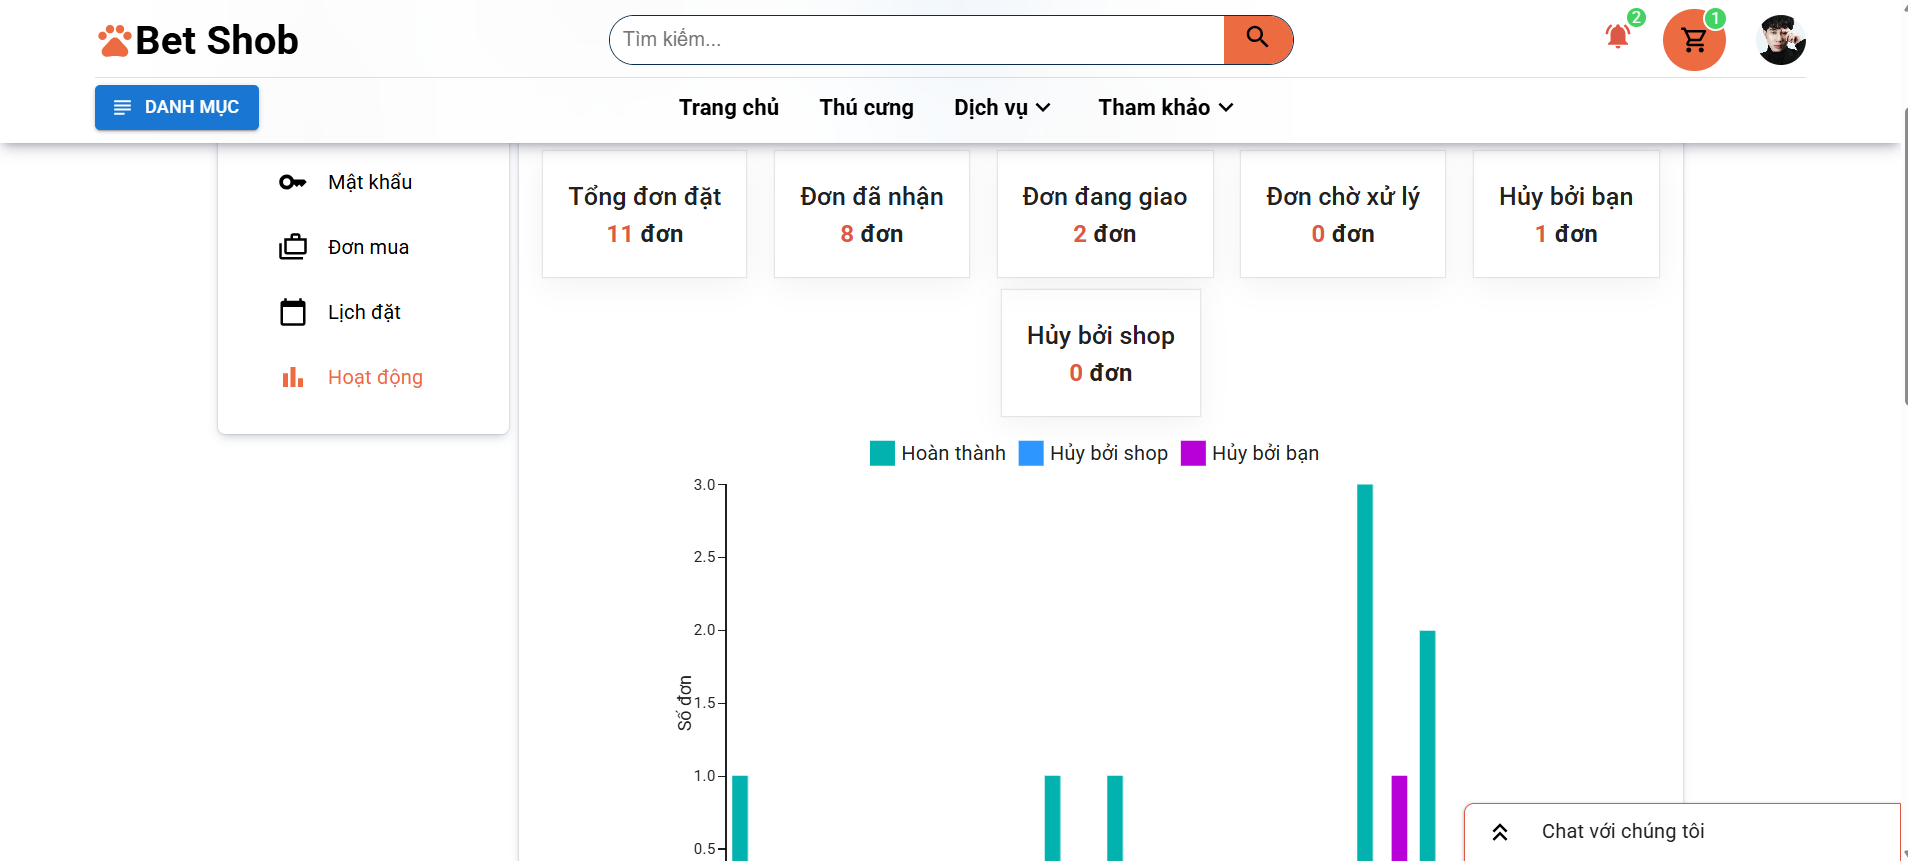 Bet Shob
Tìm kiếm...
2
1
DANH MỤC
Trang chủ
Thú cưng
Dịch vụ
Tham khảo
Mật khẩu
Đơn mua
Lịch đặt
Hoạt động
Tổng đơn đặt
11 đơn
Đơn đã nhận
8 đơn
Đơn đang giao
2 đơn
Đơn chờ xử lý
0 đơn
Hủy bởi bạn
1 đơn
Hủy bởi shop
0 đơn
Hoàn thành
Hủy bởi shop
Hủy bởi bạn
3.0
2.5
2.0
1.5
1.0
0.5
Số đơn
Chat với chúng tôi